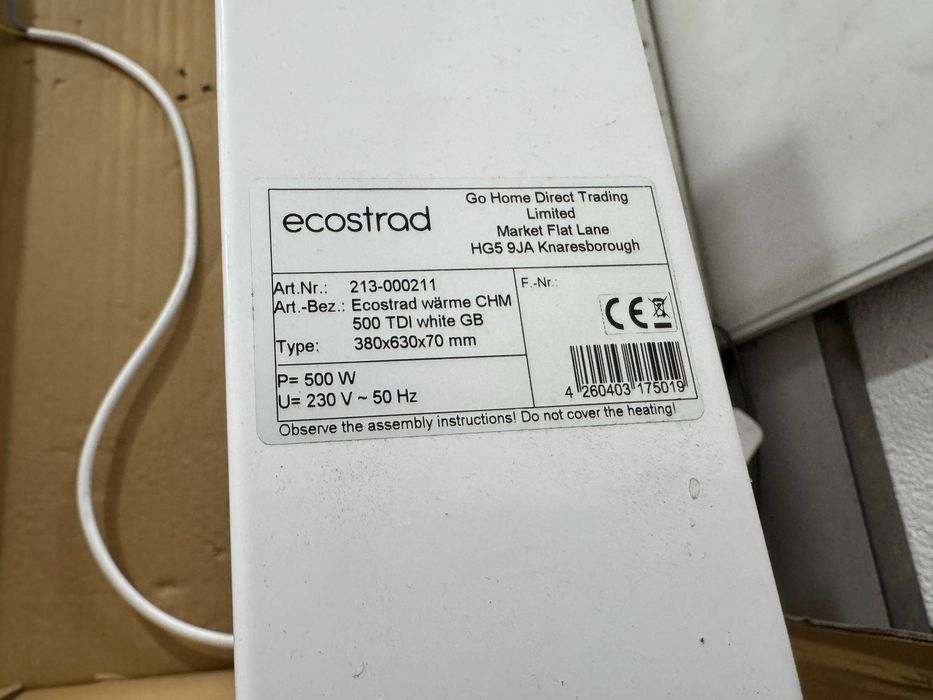 ecostrad
Go Home Direct Trading
Limited
Market Flat Lane
HG5 9JA Knaresborough
Art.Nr.: 213-000211
Art.-Bez.: Ecostrad wärme CHM
500 TDI white GB
Type: 380x630x70 mm
F.-Nr.:
CE
P= 500 W
U= 230 V ~ 50 Hz
4 260403 175019
Observe the assembly instructions! Do not cover the heating!